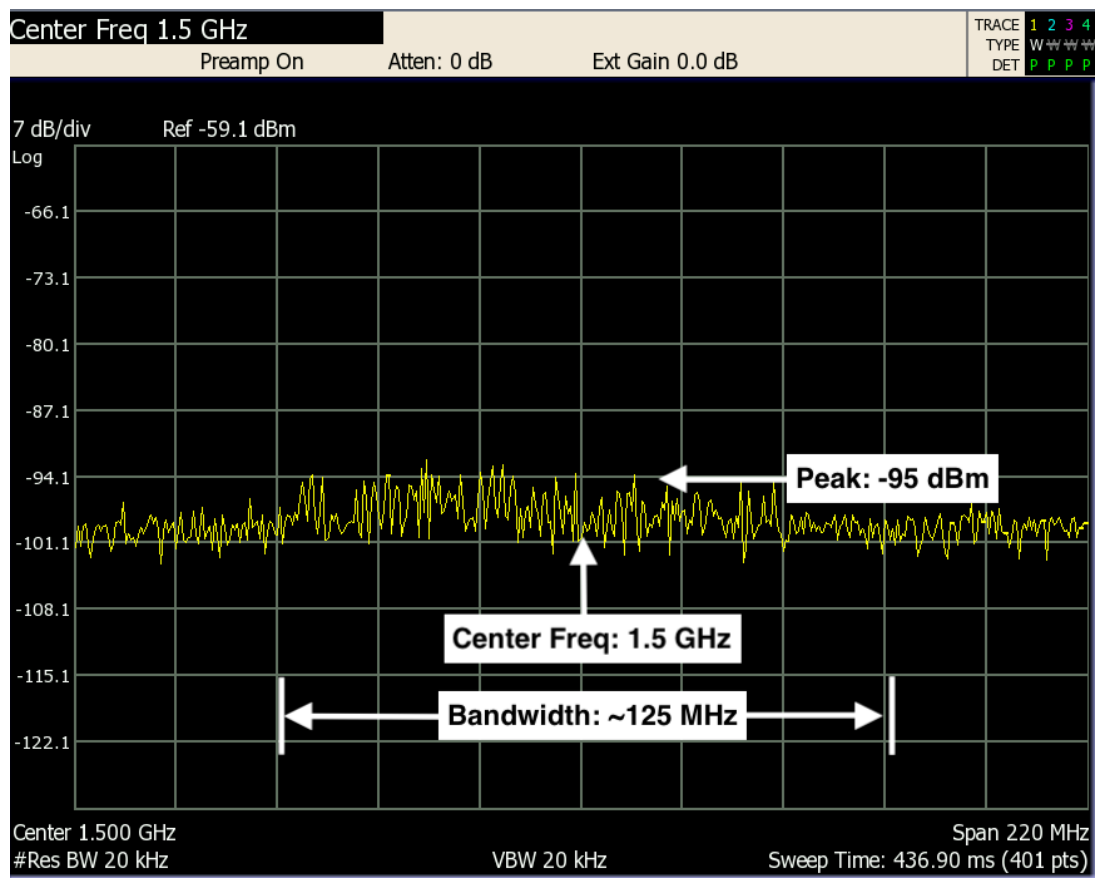 Center Freq 1.5 GHz
TRACE 1 2 3 4
Preamp On Atten: 0 dB Ext Gain 0.0 dB
TYPE W W W W
DET P P P P
7 dB/div Ref -59.1 dBm
Log
-66.1
-73.1
-80.1
-87.1
-94.1
Peak: -95 dBm
-101.1
-108.1
Center Freq: 1.5 GHz
-115.1
Bandwidth: ~125 MHz
-122.1
Center 1.500 GHz Span 220 MHz
#Res BW 20 kHz VBW 20 kHz Sweep Time: 436.90 ms (401 pts)